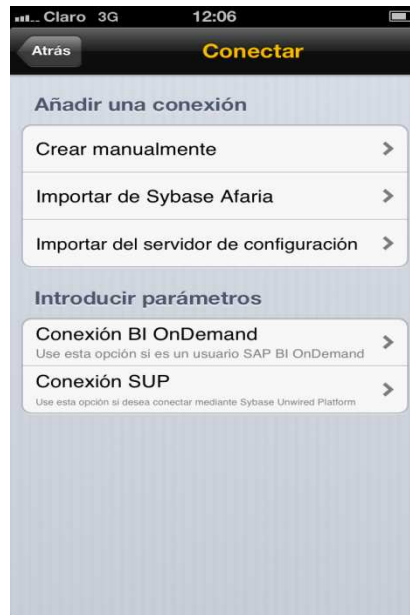 Claro 3G 12:06
Atrás Conectar
Añadir una conexión
Crear manualmente
Importar de Sybase Afaria
Importar del servidor de configuración
Introducir parámetros
Conexión BI OnDemand
Use esta opción si es un usuario SAP BI OnDemand
Conexión SUP
Use esta opción si desea conectar mediante Sybase Unwired Platform